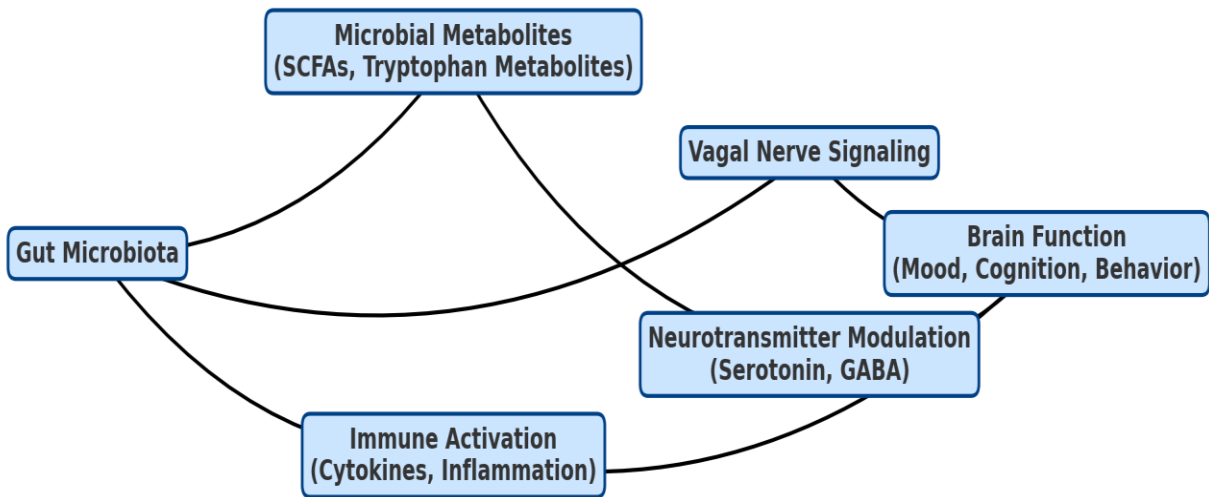 Microbial Metabolites
(SCFAs, Tryptophan Metabolites)
Vagal Nerve Signaling
Gut Microbiota
Brain Function
(Mood, Cognition, Behavior)
Neurotransmitter Modulation
(Serotonin, GABA)
Immune Activation
(Cytokines, Inflammation)